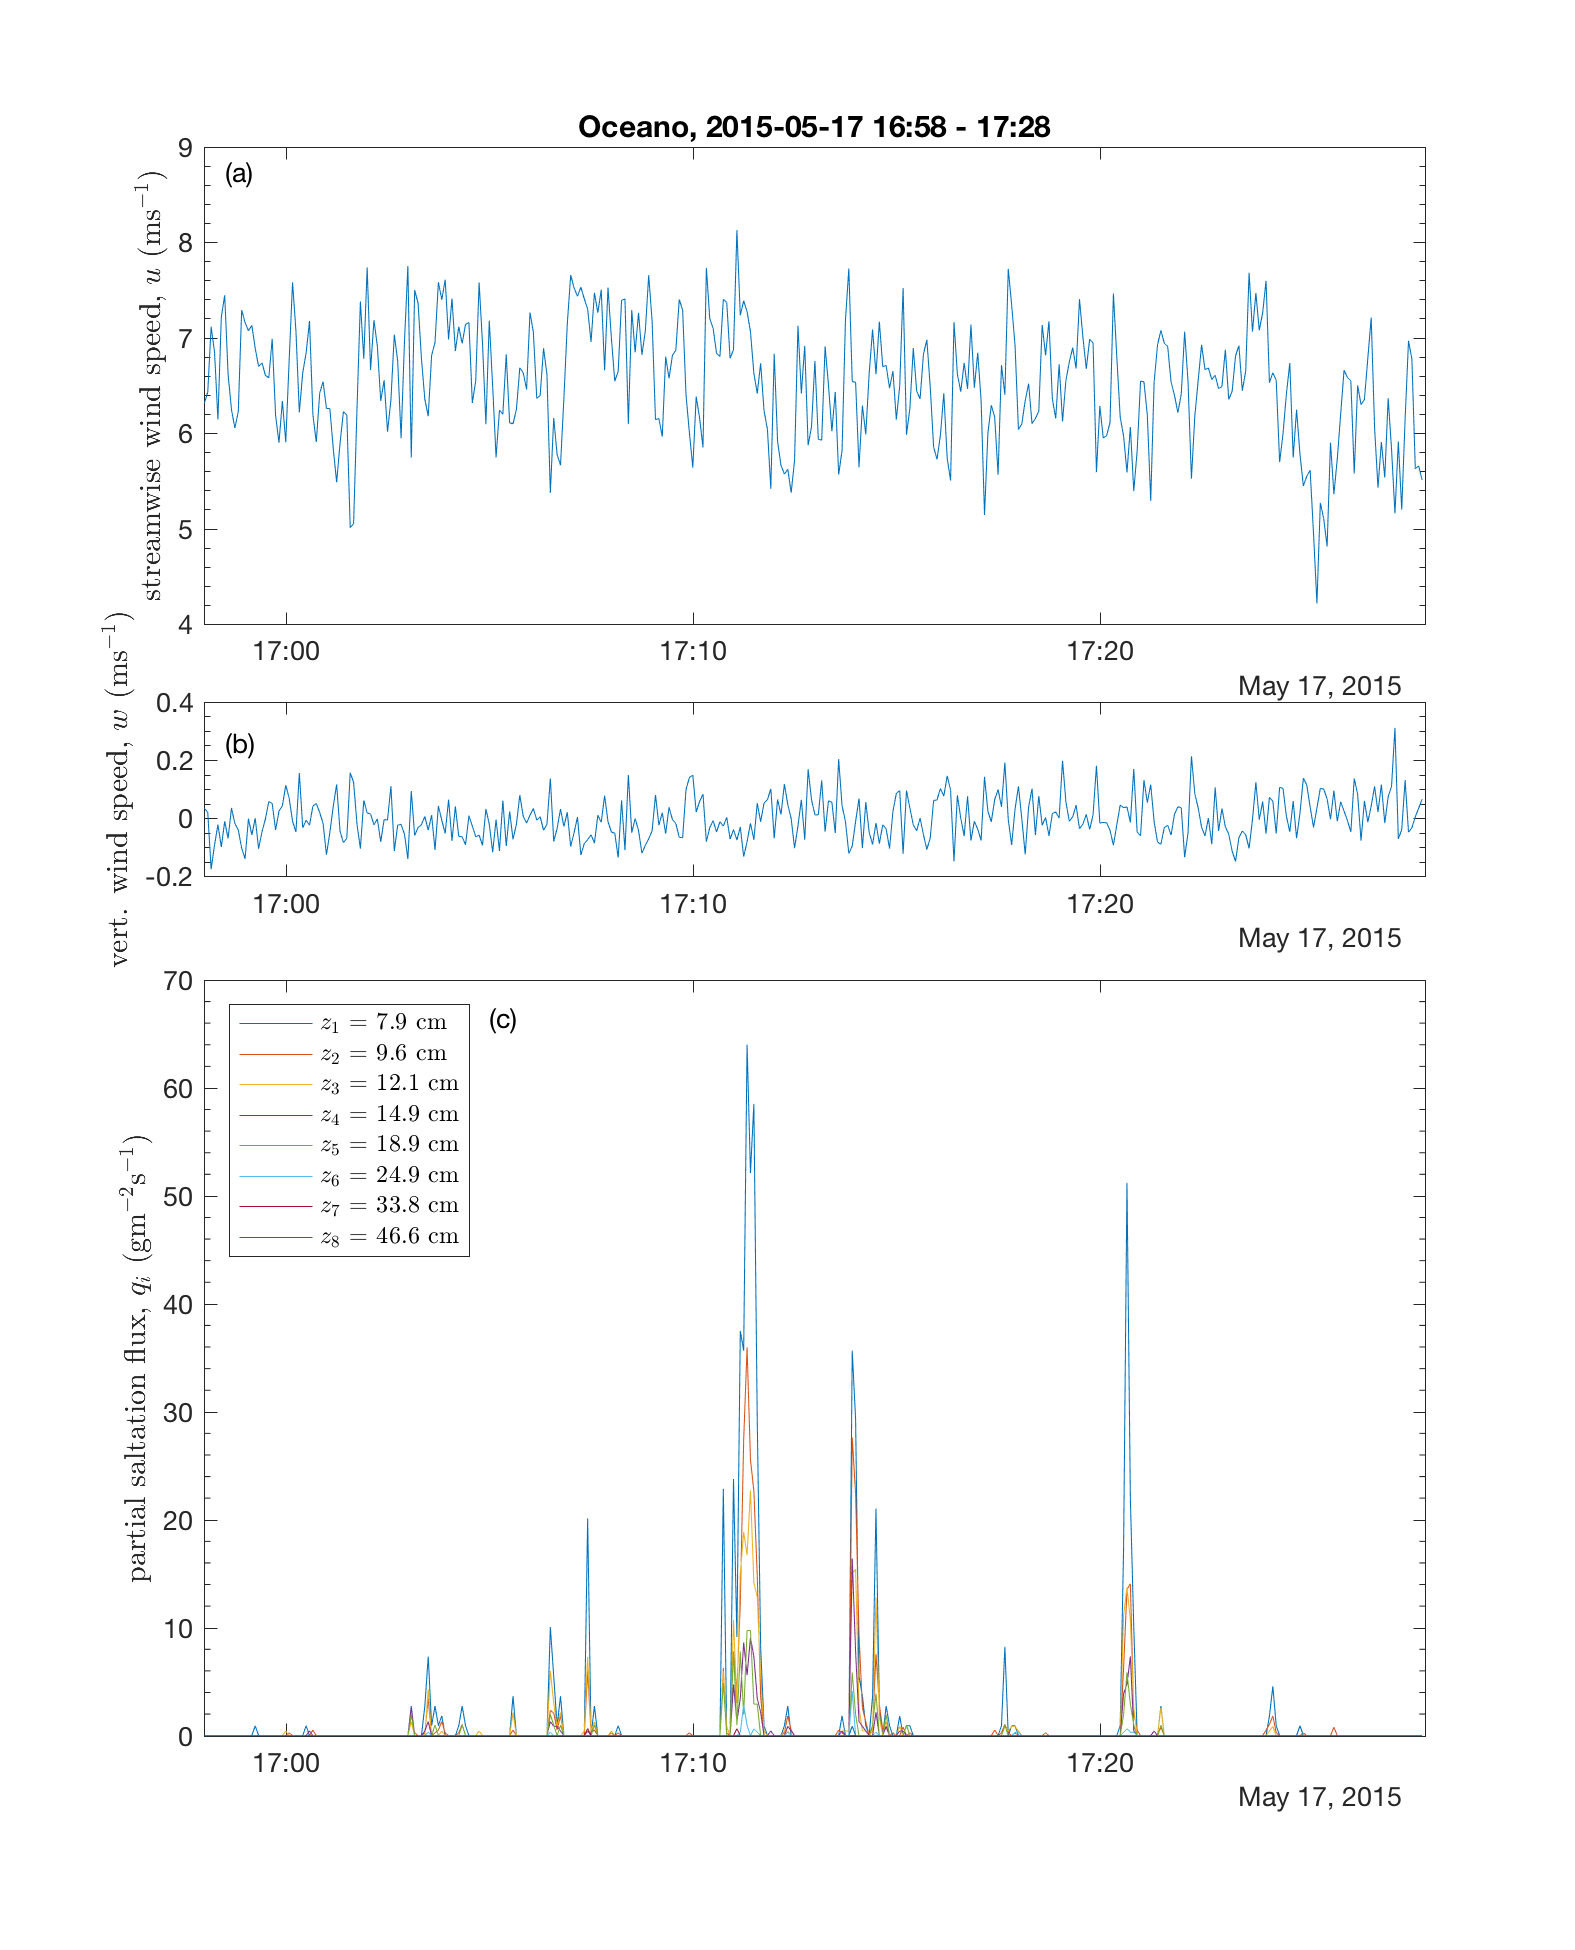 Oceano, 2015-05-17 16:58 - 17:28
(a)
streamwise wind speed, u (ms⁻¹)
9
8
7
6
5
4
17:00 17:10 17:20
May 17, 2015
(b)
vert. wind speed, w (ms⁻¹)
0.4
0.2
0
-0.2
17:00 17:10 17:20
May 17, 2015
(c)
partial saltation flux, qᵢ (gm⁻²s⁻¹)
70
60
50
40
30
20
10
0
z₁ = 7.9 cm
z₂ = 9.6 cm
z₃ = 12.1 cm
z₄ = 14.9 cm
z₅ = 18.9 cm
z₆ = 24.9 cm
z₇ = 33.8 cm
z₈ = 46.6 cm
17:00 17:10 17:20
May 17, 2015